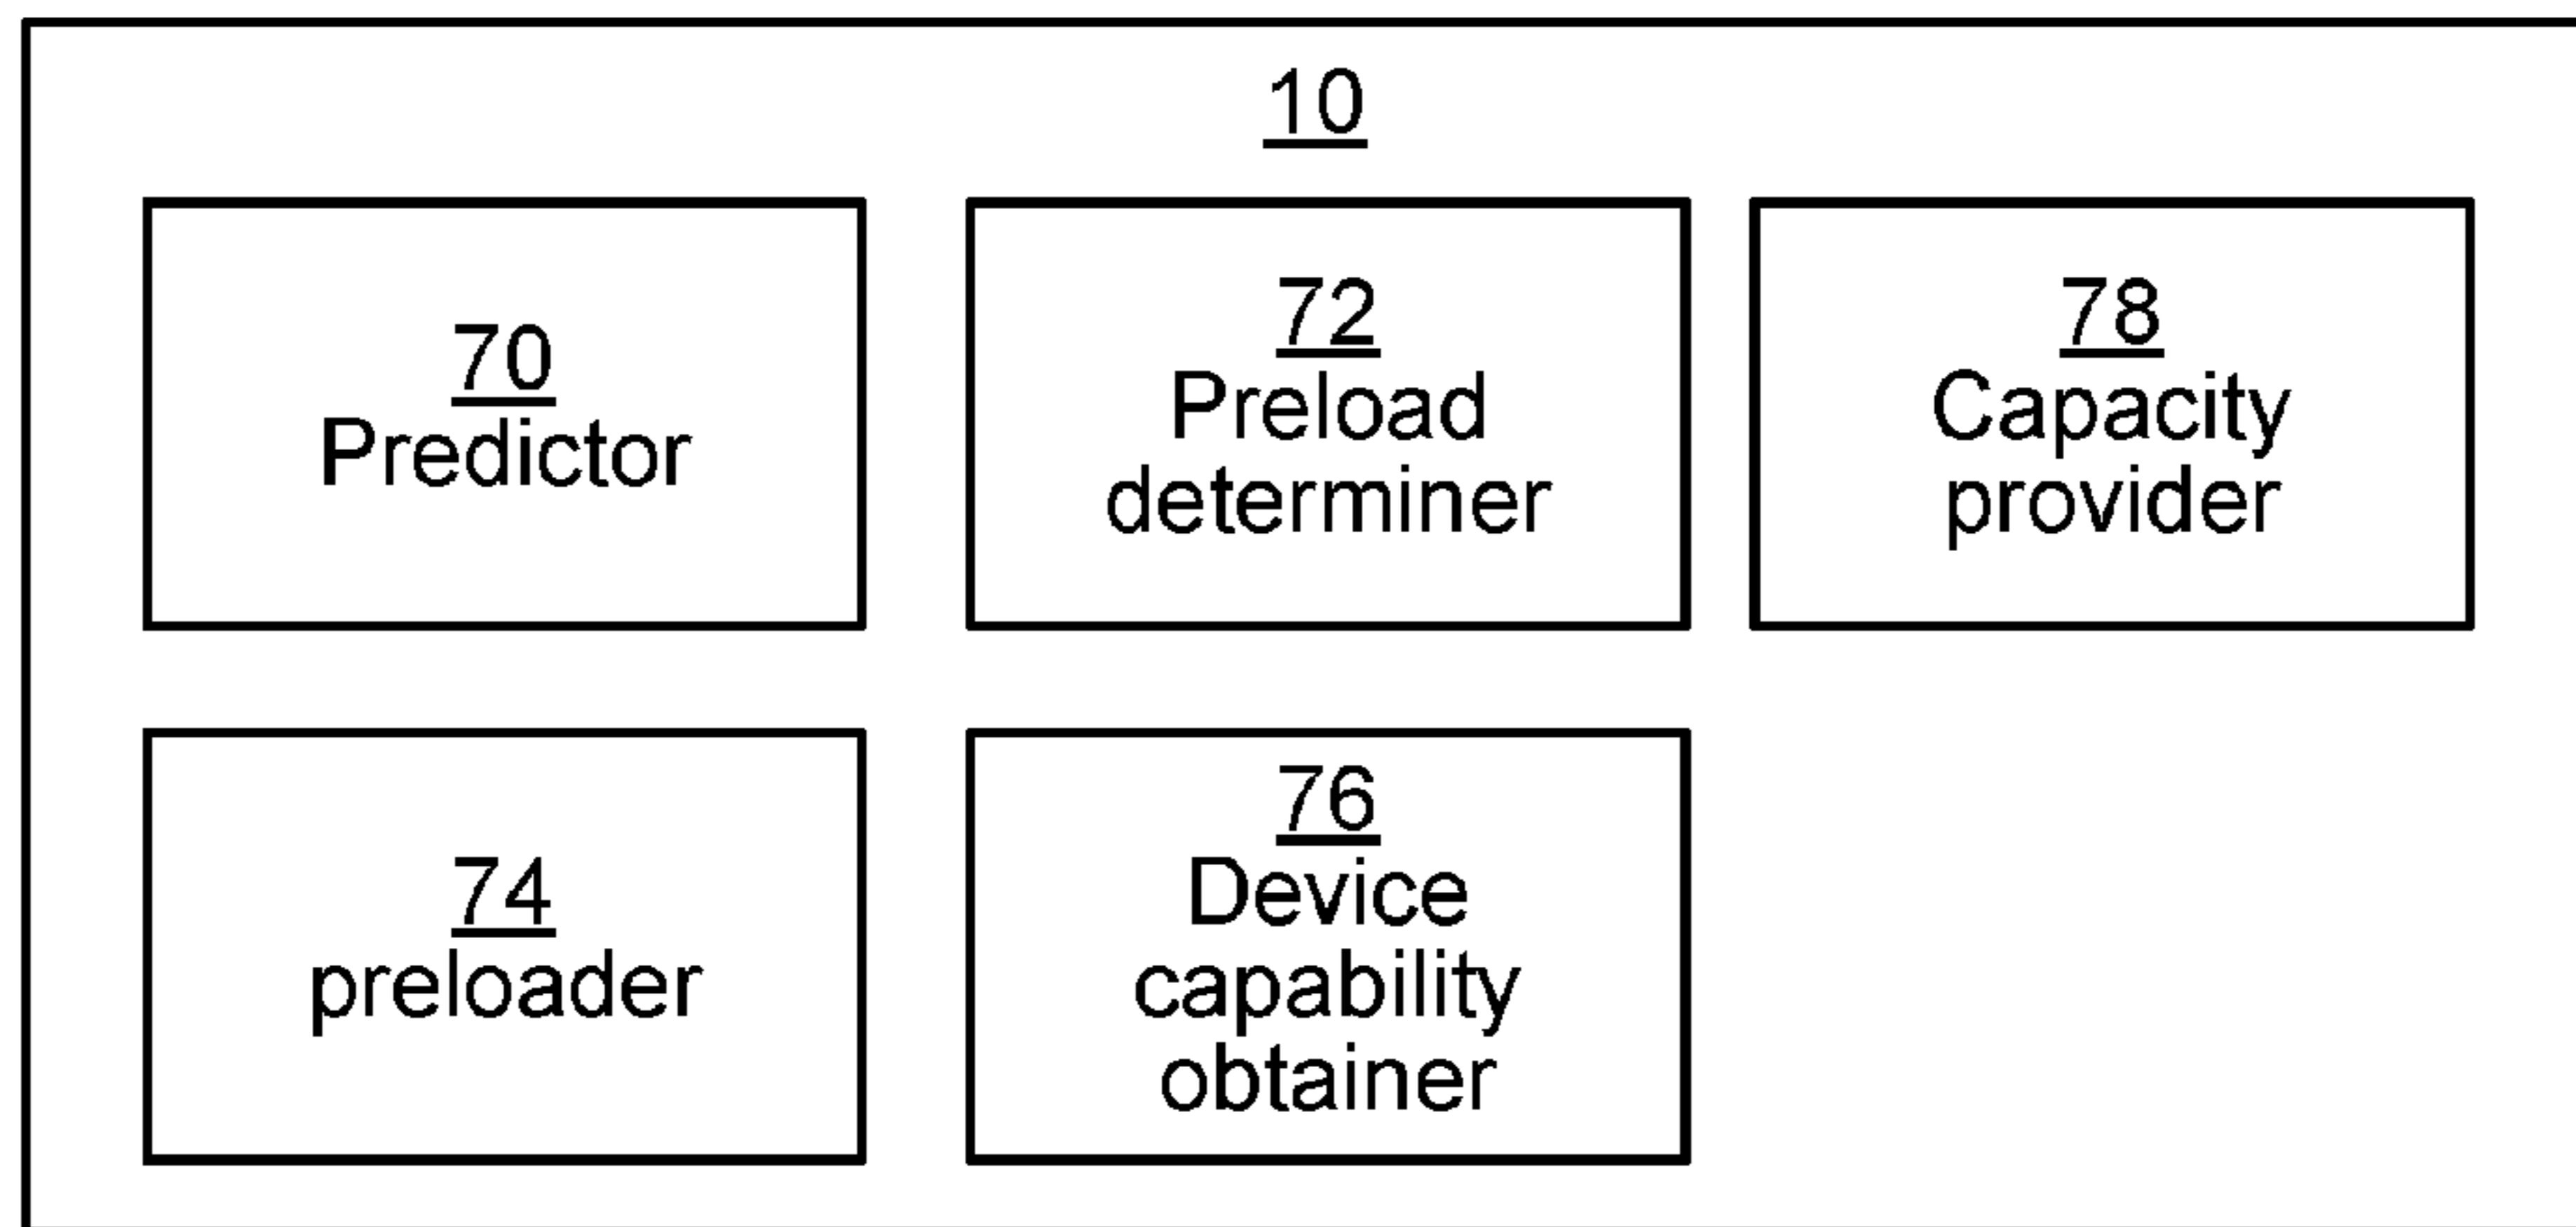 10
70
Predictor
72
Preload
determiner
78
Capacity
provider
74
preloader
76
Device
capability
obtainer